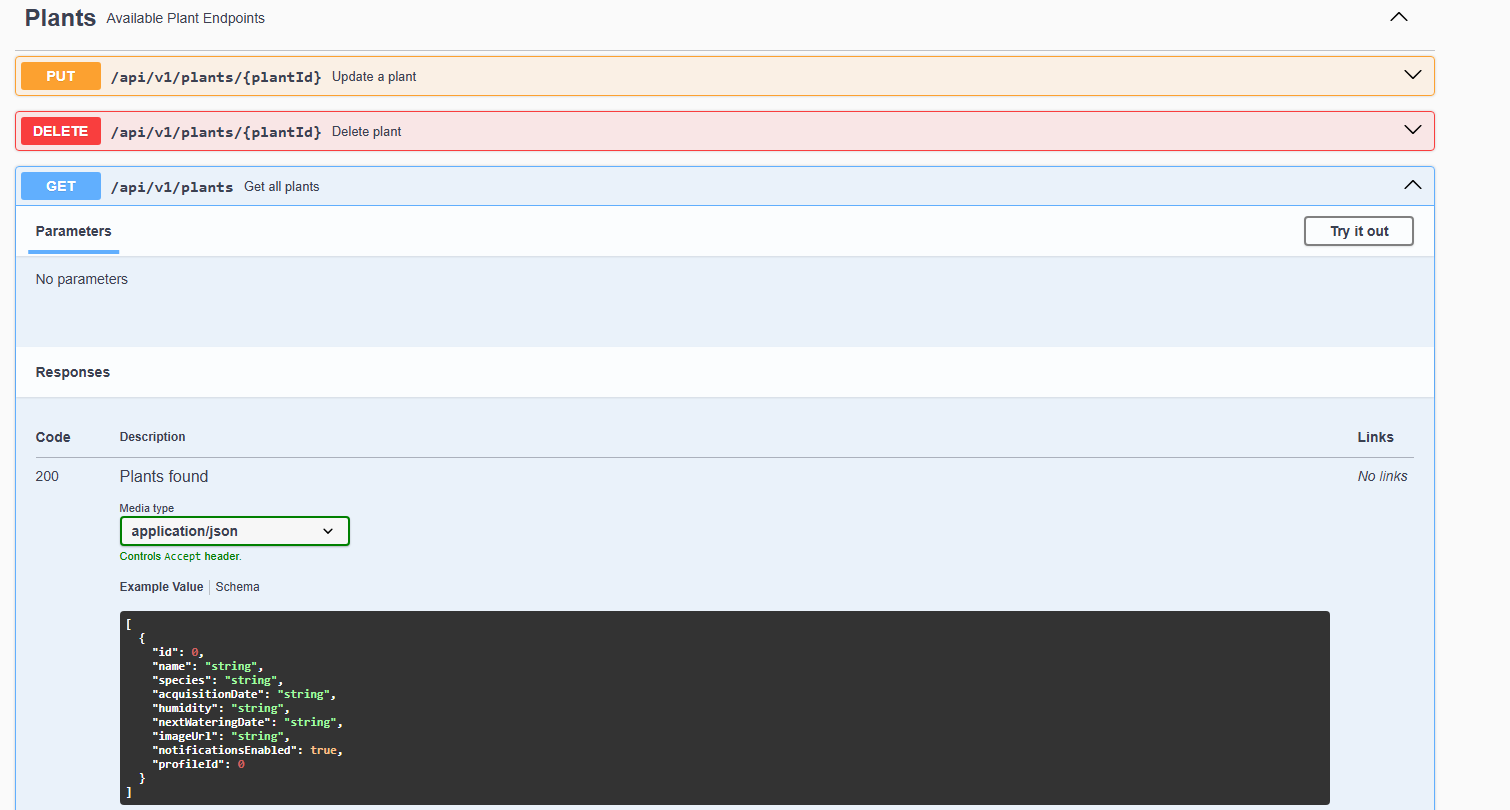 Plants Available Plant Endpoints
PUT /api/v1/plants/{plantId} Update a plant
DELETE /api/v1/plants/{plantId} Delete plant
GET /api/v1/plants Get all plants
Parameters Try it out
No parameters
Responses
Code Description Links
200 Plants found No links
Media type
application/json
Controls Accept header.
Example Value Schema
[
  {
    "id": 0,
    "name": "string",
    "species": "string",
    "acquisitionDate": "string",
    "humidity": "string",
    "nextWateringDate": "string",
    "imageUrl": "string",
    "notificationsEnabled": true,
    "profileId": 0
  }
]